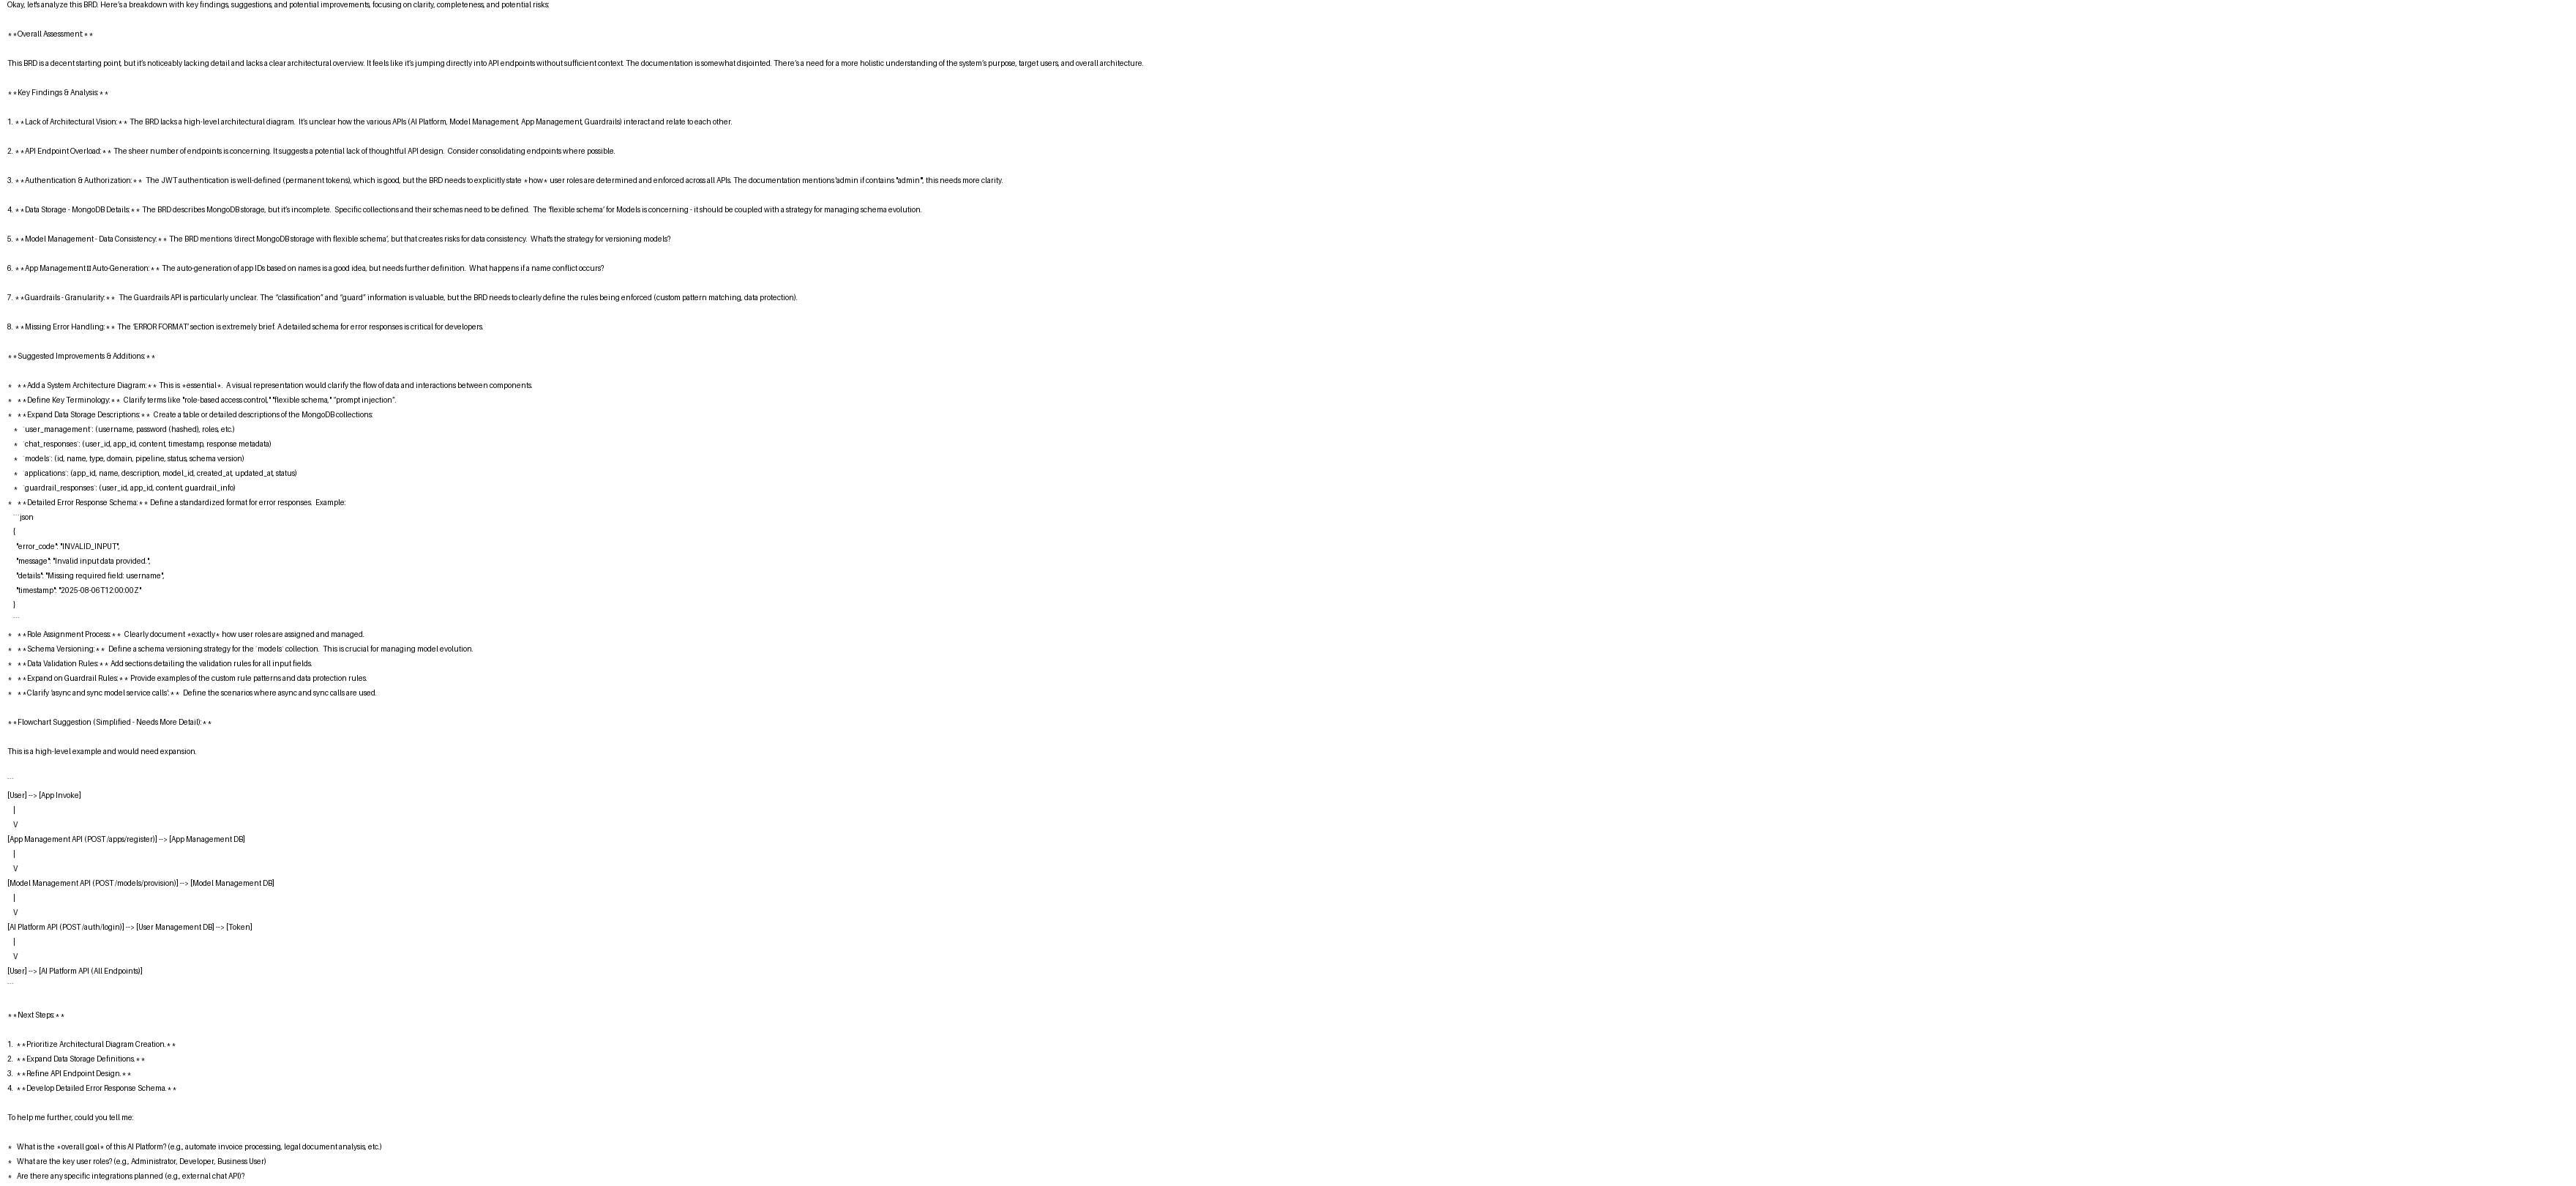 Okay, let's analyze this BRD. Here's a breakdown with key findings, suggestions, and potential improvements, focusing on clarity, completeness, and potential risks:
**Overall Assessment:**
This BRD is a decent starting point, but it's noticeably lacking detail and lacks a clear architectural overview. It feels like it's jumping directly into API endpoints without sufficient context. The documentation is somewhat disjointed. There's a need for a more holistic understanding of the system's purpose, target users, and overall architecture.
**Key Findings & Analysis:**
1. **Lack of Architectural Vision:** The BRD lacks a high-level architectural diagram. It's unclear how the various APIs (AI Platform, Model Management, App Management, Guardrails) interact and relate to each other.
2. **API Endpoint Overload:** The sheer number of endpoints is concerning. It suggests a potential lack of thoughtful API design. Consider consolidating endpoints where possible.
3. **Authentication & Authorization:** The JWT authentication is well-defined (permanent tokens), which is good, but the BRD needs to explicitly state *how* user roles are determined and enforced across all APIs. The documentation mentions 'admin if contains "admin"', this needs more clarity.
4. **Data Storage - MongoDB Details:** The BRD describes MongoDB storage, but it's incomplete. Specific collections and their schemas need to be defined. The 'flexible schema' for Models is concerning - it should be coupled with a strategy for managing schema evolution.
5. **Model Management - Data Consistency:** The BRD mentions 'direct MongoDB storage with flexible schema', but that creates risks for data consistency. What's the strategy for versioning models?
6. **App Management Auto-Generation:** The auto-generation of app IDs based on names is a good idea, but needs further definition. What happens if a name conflict occurs?
7. **Guardrails - Granularity:** The Guardrails API is particularly unclear. The "classification" and "guard" information is valuable, but the BRD needs to clearly define the rules being enforced (custom pattern matching, data protection).
8. **Missing Error Handling:** The 'ERROR FORMAT' section is extremely brief. A detailed schema for error responses is critical for developers.
**Suggested Improvements & Additions:**
* **Add a System Architecture Diagram:** This is *essential*. A visual representation would clarify the flow of data and interactions between components.
* **Define Key Terminology:** Clarify terms like "role-based access control," "flexible schema," "prompt injection".
* **Expand Data Storage Descriptions:** Create a table or detailed descriptions of the MongoDB collections:
* `user_management`: (username, password (hashed), roles, etc.)
* `chat_responses`: (user_id, app_id, content, timestamp, response metadata)
* `models`: (id, name, type, domain, pipeline, status, schema version)
* `applications`: (app_id, name, description, model_id, created_at, updated_at, status)
* `guardrail_responses`: (user_id, app_id, content, guardrail_info)
* **Detailed Error Response Schema:** Define a standardized format for error responses. Example:
```json
{
"error_code": "INVALID_INPUT",
"message": "Invalid input data provided.",
"details": "Missing required field: username",
"timestamp": "2025-08-06T12:00:00Z"
}
```
* **Role Assignment Process:** Clearly document *exactly* how user roles are assigned and managed.
* **Schema Versioning:** Define a schema versioning strategy for the `models` collection. This is crucial for managing model evolution.
* **Data Validation Rules:** Add sections detailing the validation rules for all input fields.
* **Expand on Guardrail Rules:** Provide examples of the custom rule patterns and data protection rules.
* **Clarify 'async and sync model service calls':** Define the scenarios where async and sync calls are used.
**Flowchart Suggestion (Simplified - Needs More Detail):**
This is a high-level example and would need expansion.
```
[User] --> [App Invoke]
|
V
[App Management API (POST /apps/register)] --> [App Management DB]
|
V
[Model Management API (POST /models/provision)] --> [Model Management DB]
|
V
[AI Platform API (POST /auth/login)] --> [User Management DB] --> [Token]
|
V
[User] --> [AI Platform API (All Endpoints)]
```
**Next Steps:**
1. **Prioritize Architectural Diagram Creation.**
2. **Expand Data Storage Definitions.**
3. **Refine API Endpoint Design.**
4. **Develop Detailed Error Response Schema.**
To help me further, could you tell me:
* What is the *overall goal* of this AI Platform? (e.g., automate invoice processing, legal document analysis, etc.)
* What are the key user roles? (e.g., Administrator, Developer, Business User)
* Are there any specific integrations planned (e.g., external chat API)?